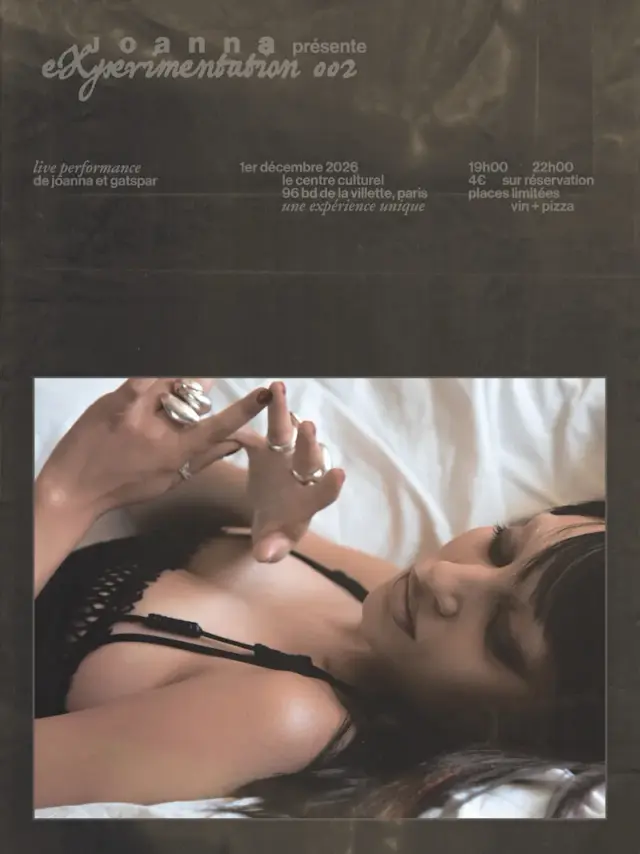 joanna présente
eXperimentation 002
live performance
de joanna et gatspar
1er décembre 2026
le centre culturel
96 bd de la villette, paris
une expérience unique
19h00 22h00
4€ sur réservation
places limitées
vin + pizza